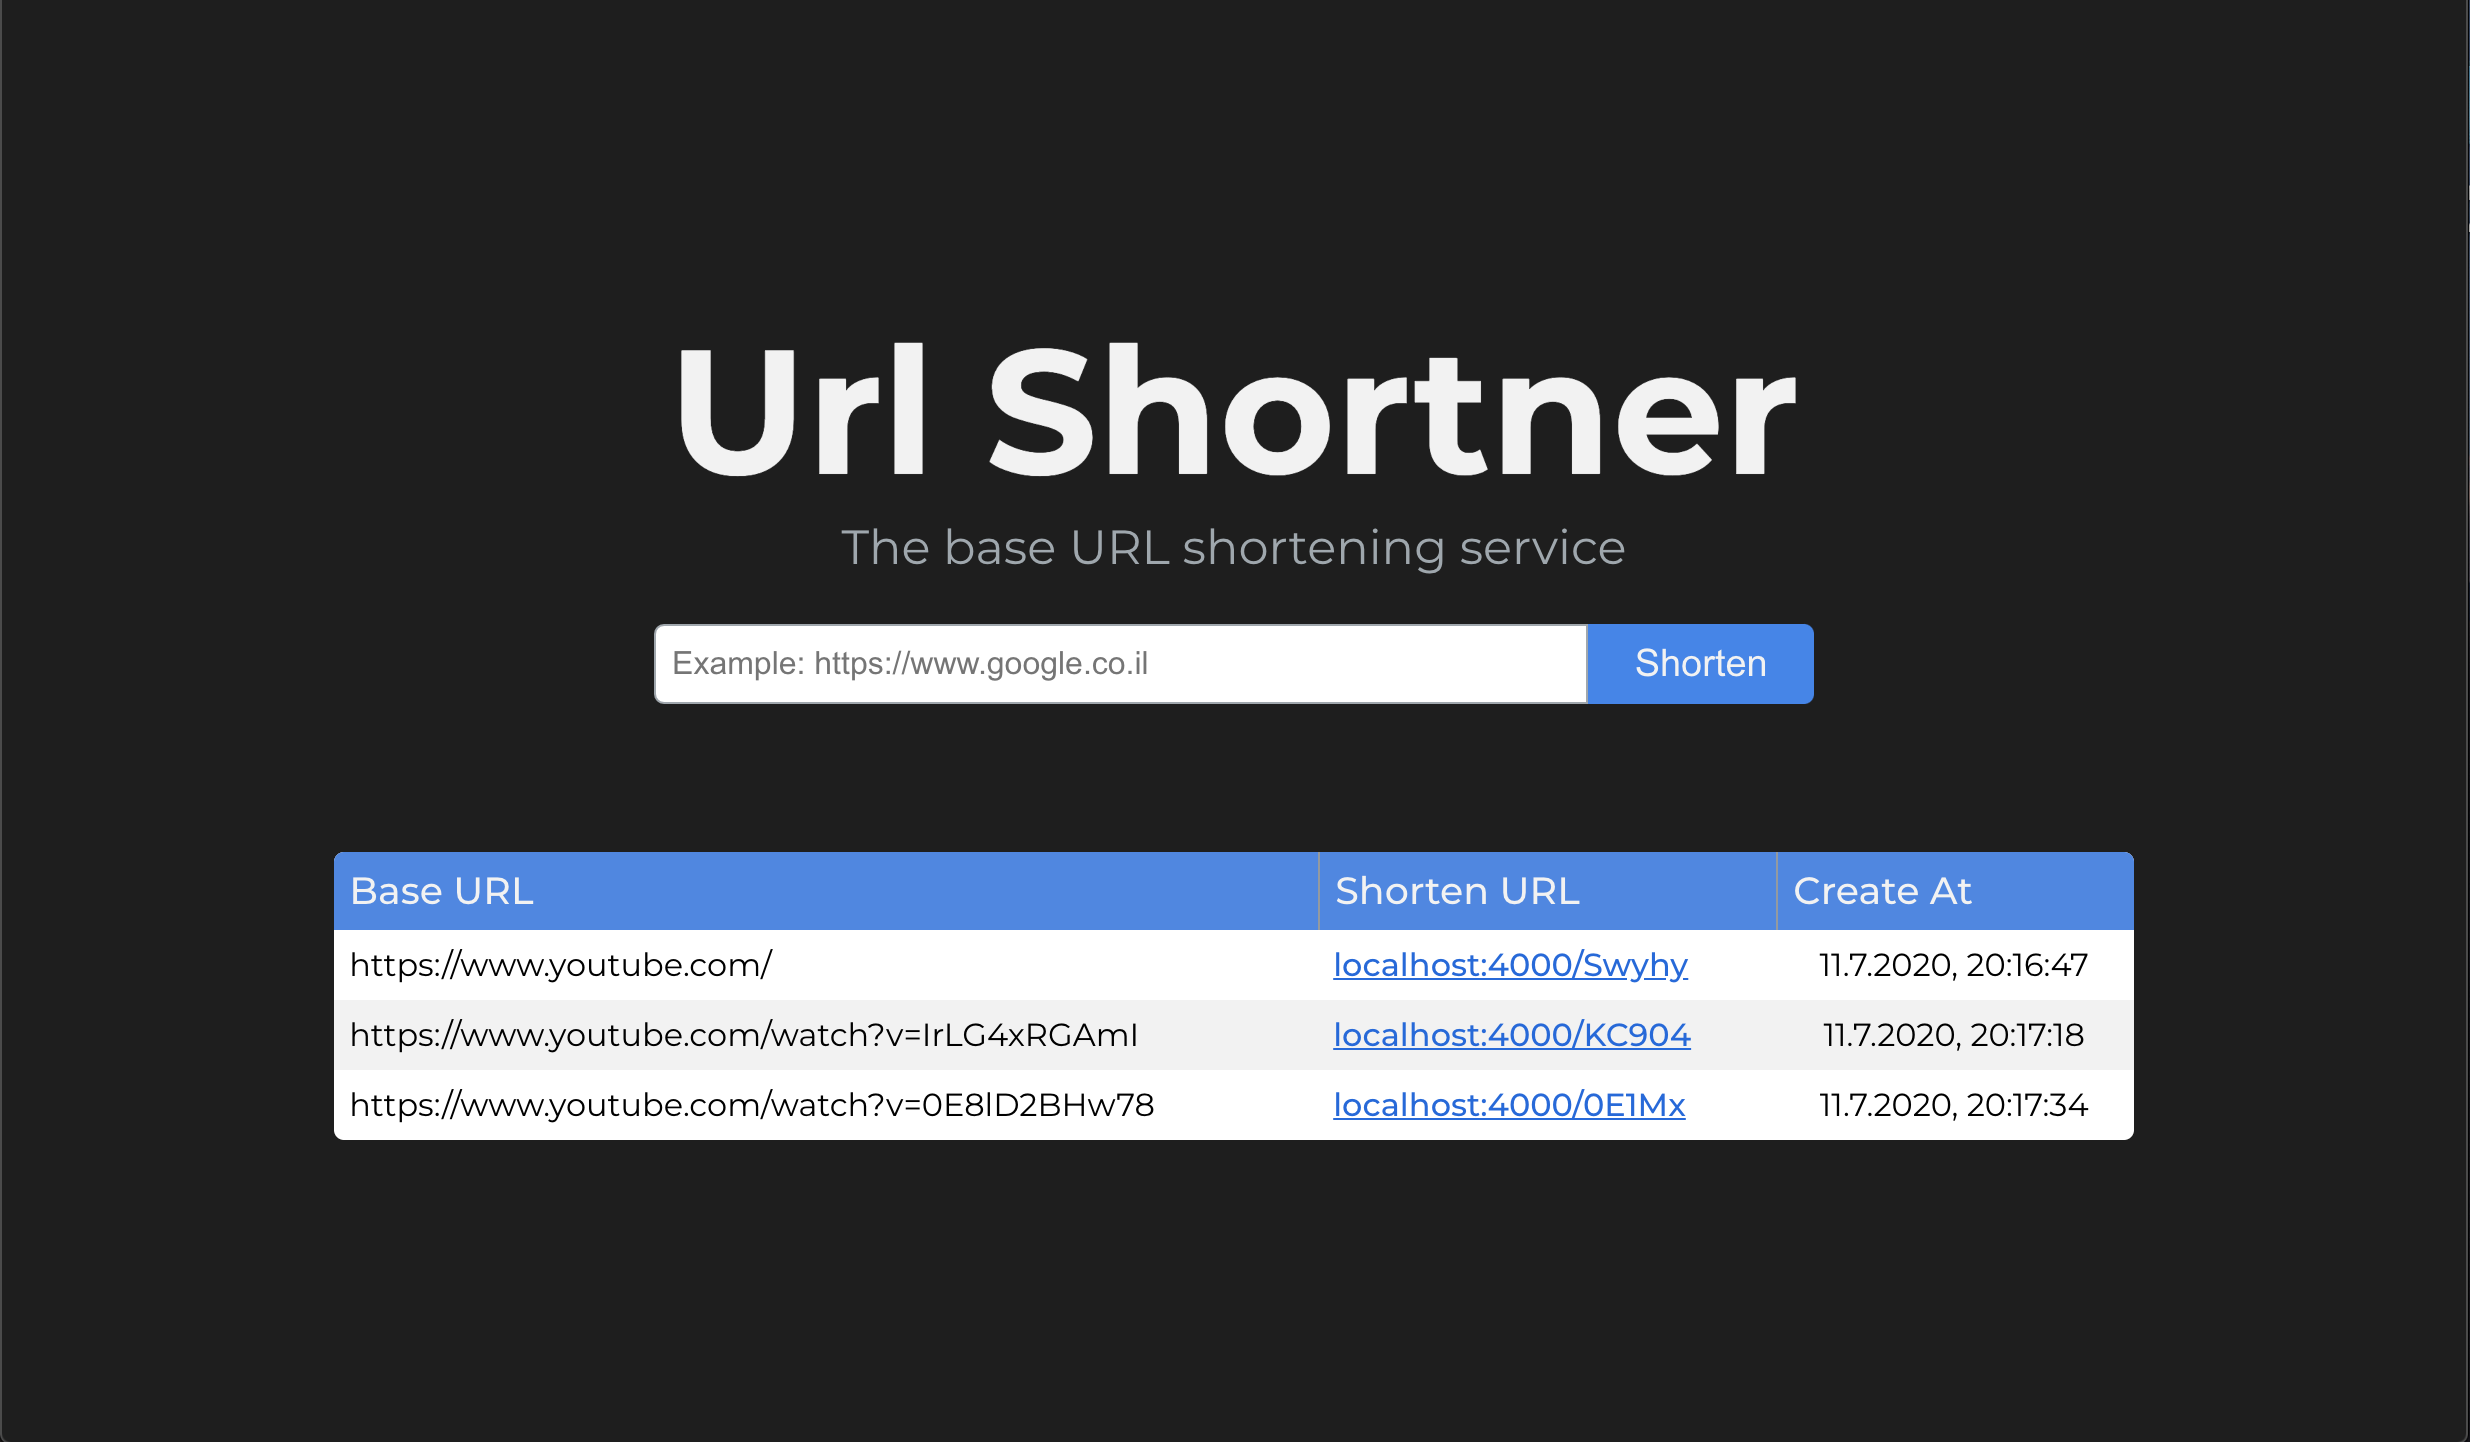 Url Shortner
The base URL shortening service
Example: https://www.google.co.il Shorten
Base URL Shorten URL Create At
https://www.youtube.com/ localhost:4000/Swyhy 11.7.2020, 20:16:47
https://www.youtube.com/watch?v=IrLG4xRGAmI localhost:4000/KC904 11.7.2020, 20:17:18
https://www.youtube.com/watch?v=0E8lD2BHw78 localhost:4000/0E1Mx 11.7.2020, 20:17:34